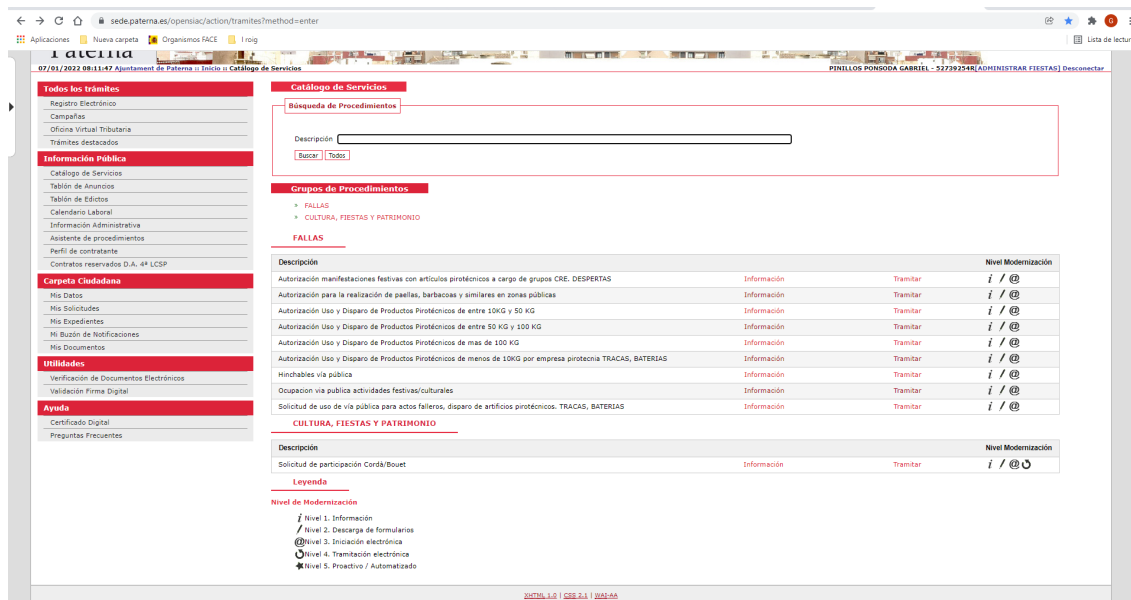 sede.paterna.es/opensiac/action/tramites?method=enter
G
Aplicaciones Nueva carpeta Organismos FACE I roig Lista de lectur
Paterna
07/01/2022 08:11:47 Ajuntament de Paterna :: Inicio :: Catálogo de Servicios PINILLOS PONSODA GABRIEL - 52739254R[ADMINISTRAR FIESTAS] Desconectar
Todos los trámites
Registro Electrónico
Campañas
Oficina Virtual Tributaria
Trámites destacados
Información Pública
Catálogo de Servicios
Tablón de Anuncios
Tablón de Edictos
Calendario Laboral
Información Administrativa
Asistente de procedimientos
Perfil de contratante
Contratos reservados D.A. 4ª LCSP
Carpeta Ciudadana
Mis Datos
Mis Solicitudes
Mis Expedientes
Mi Buzón de Notificaciones
Mis Documentos
Utilidades
Verificación de Documentos Electrónicos
Validación Firma Digital
Ayuda
Certificado Digital
Preguntas Frecuentes
Catálogo de Servicios
Búsqueda de Procedimientos
Descripción
Buscar Todos
Grupos de Procedimientos
» FALLAS
» CULTURA, FIESTAS Y PATRIMONIO
FALLAS
Descripción Nivel Modernización
Autorización manifestaciones festivas con artículos pirotécnicos a cargo de grupos CRE. DESPERTAS Información Tramitar i / @
Autorización para la realización de paellas, barbacoas y similares en zonas públicas Información Tramitar i / @
Autorización Uso y Disparo de Productos Pirotécnicos de entre 10KG y 50 KG Información Tramitar i / @
Autorización Uso y Disparo de Productos Pirotécnicos de entre 50 KG y 100 KG Información Tramitar i / @
Autorización Uso y Disparo de Productos Pirotécnicos de mas de 100 KG Información Tramitar i / @
Autorización Uso y Disparo de Productos Pirotécnicos de menos de 10KG por empresa pirotecnia TRACAS, BATERIAS Información Tramitar i / @
Hinchables vía pública Información Tramitar i / @
Ocupacion via publica actividades festivas/culturales Información Tramitar i / @
Solicitud de uso de vía pública para actos falleros, disparo de artificios pirotécnicos. TRACAS, BATERIAS Información Tramitar i / @
CULTURA, FIESTAS Y PATRIMONIO
Descripción Nivel Modernización
Solicitud de participación Cordà/Bouet Información Tramitar i / @
Leyenda
Nivel de Modernización
i Nivel 1. Información
/ Nivel 2. Descarga de formularios
@Nivel 3. Iniciación electrónica
Nivel 4. Tramitación electrónica
Nivel 5. Proactivo / Automatizado
XHTML 1.0 | CSS 2.1 | WAI-AA